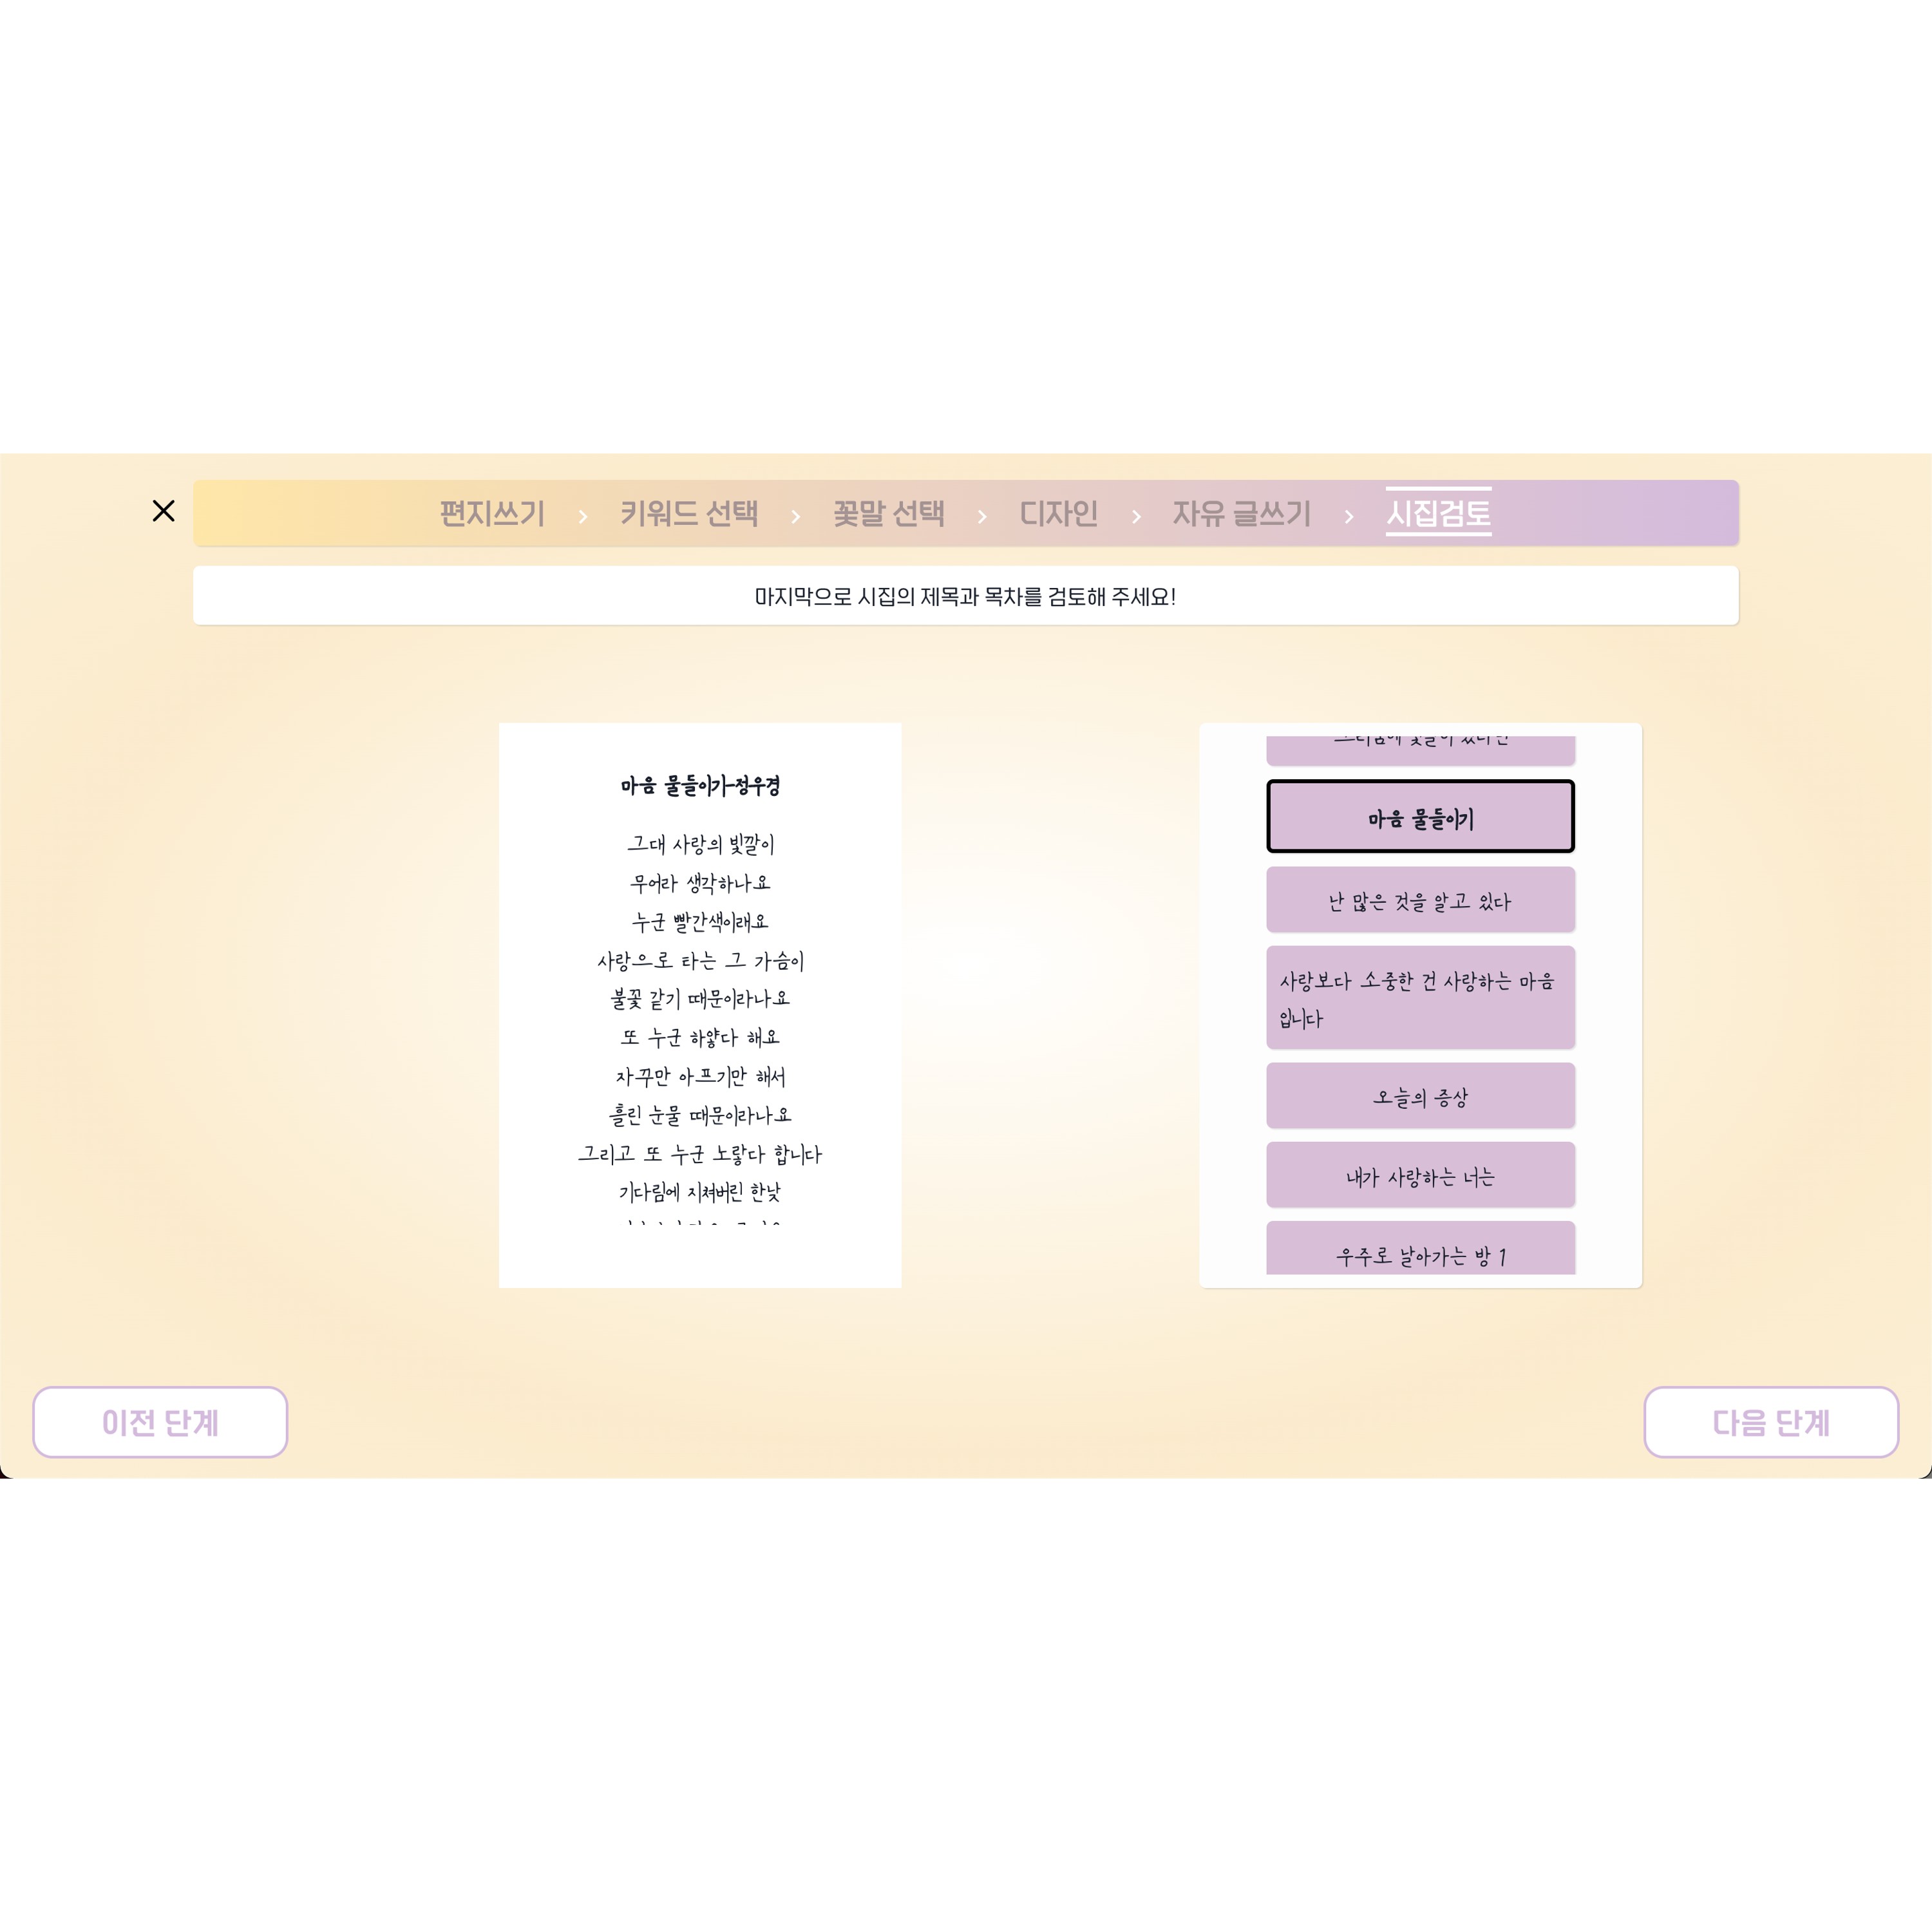 편지쓰기 > 키워드 선택 > 꽃말 선택 > 디자인 > 자유 글쓰기 > 시집검토
마지막으로 시집의 제목과 목차를 검토해 주세요!
마음 물들이기-정우경
그대 사랑의 빛깔이
무어라 생각하나요
누군 빨간색이래요
사랑으로 타는 그 가슴이
불꽃 같기 때문이라나요
또 누군 하얗다 해요
자꾸만 아프기만 해서
흘린 눈물 때문이라나요
그리고 또 누군 노랗다 합니다
기다림에 지쳐버린 한낮
마음 물들이기
난 많은 것을 알고 있다
사랑보다 소중한 건 사랑하는 마음
입니다
오늘의 증상
내가 사랑하는 너는
우주로 날아가는 방 1
이전 단계
다음 단계